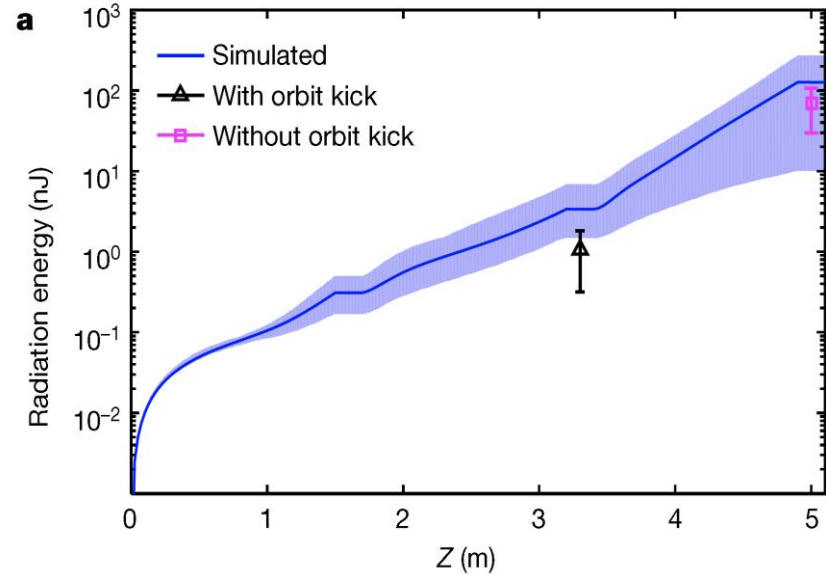 a
Radiation energy (nJ)
10³
10²
10¹
10⁰
10⁻¹
10⁻²
Simulated
With orbit kick
Without orbit kick
0 1 2 3 4 5
Z (m)